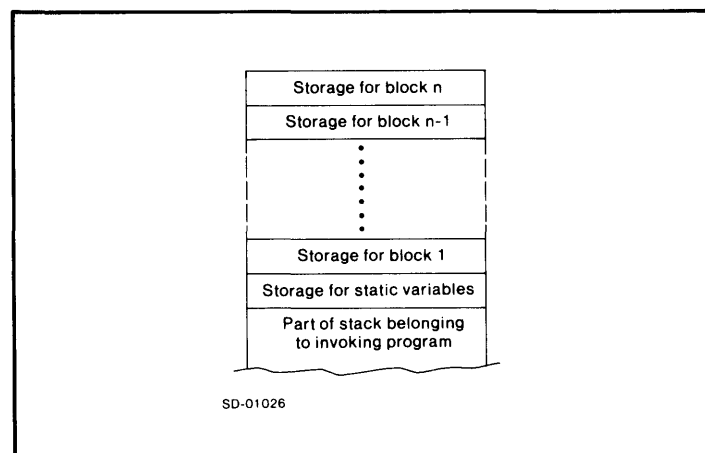 Storage for block n
Storage for block n-1
Storage for block 1
Storage for static variables
Part of stack belonging
to invoking program
SD-01026